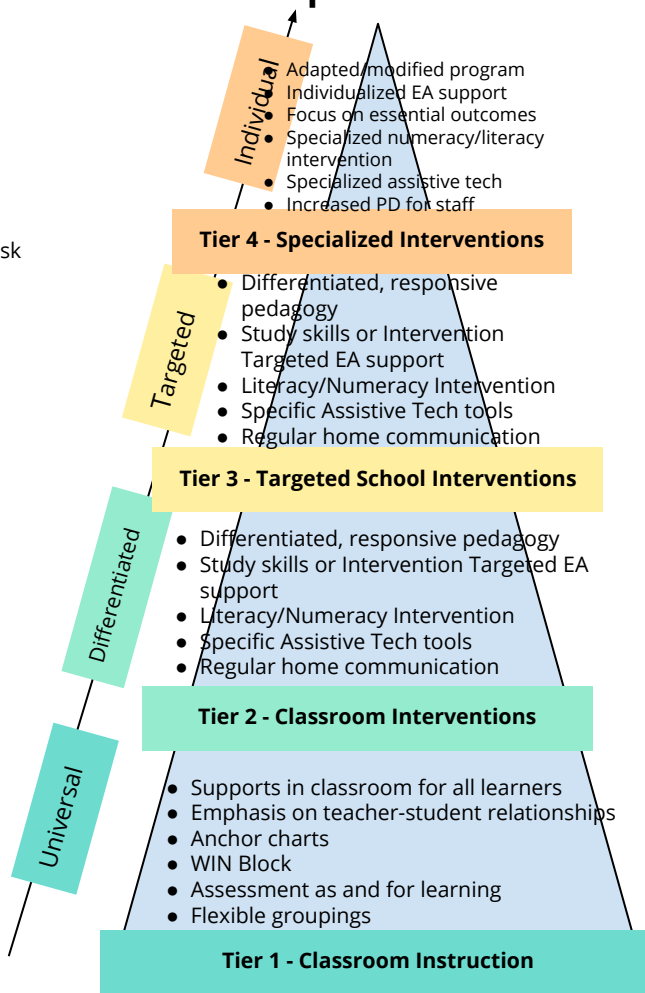 Individual
● Adapted/modified program
● Individualized EA support
● Focus on essential outcomes
● Specialized numeracy/literacy
intervention
● Specialized assistive tech
● Increased PD for staff
Tier 4 - Specialized Interventions
sk
Targeted
● Differentiated, responsive
pedagogy
● Study skills or Intervention
Targeted EA support
● Literacy/Numeracy Intervention
● Specific Assistive Tech tools
● Regular home communication
Tier 3 - Targeted School Interventions
Differentiated
● Differentiated, responsive pedagogy
● Study skills or Intervention Targeted EA
support
● Literacy/Numeracy Intervention
● Specific Assistive Tech tools
● Regular home communication
Tier 2 - Classroom Interventions
Universal
● Supports in classroom for all learners
● Emphasis on teacher-student relationships
● Anchor charts
● WIN Block
● Assessment as and for learning
● Flexible groupings
Tier 1 - Classroom Instruction